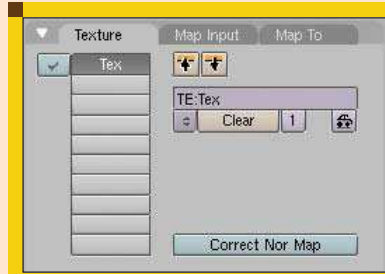 Texture Map Input Map To
Tex
TE:Tex
Clear 1
Correct Nor Map